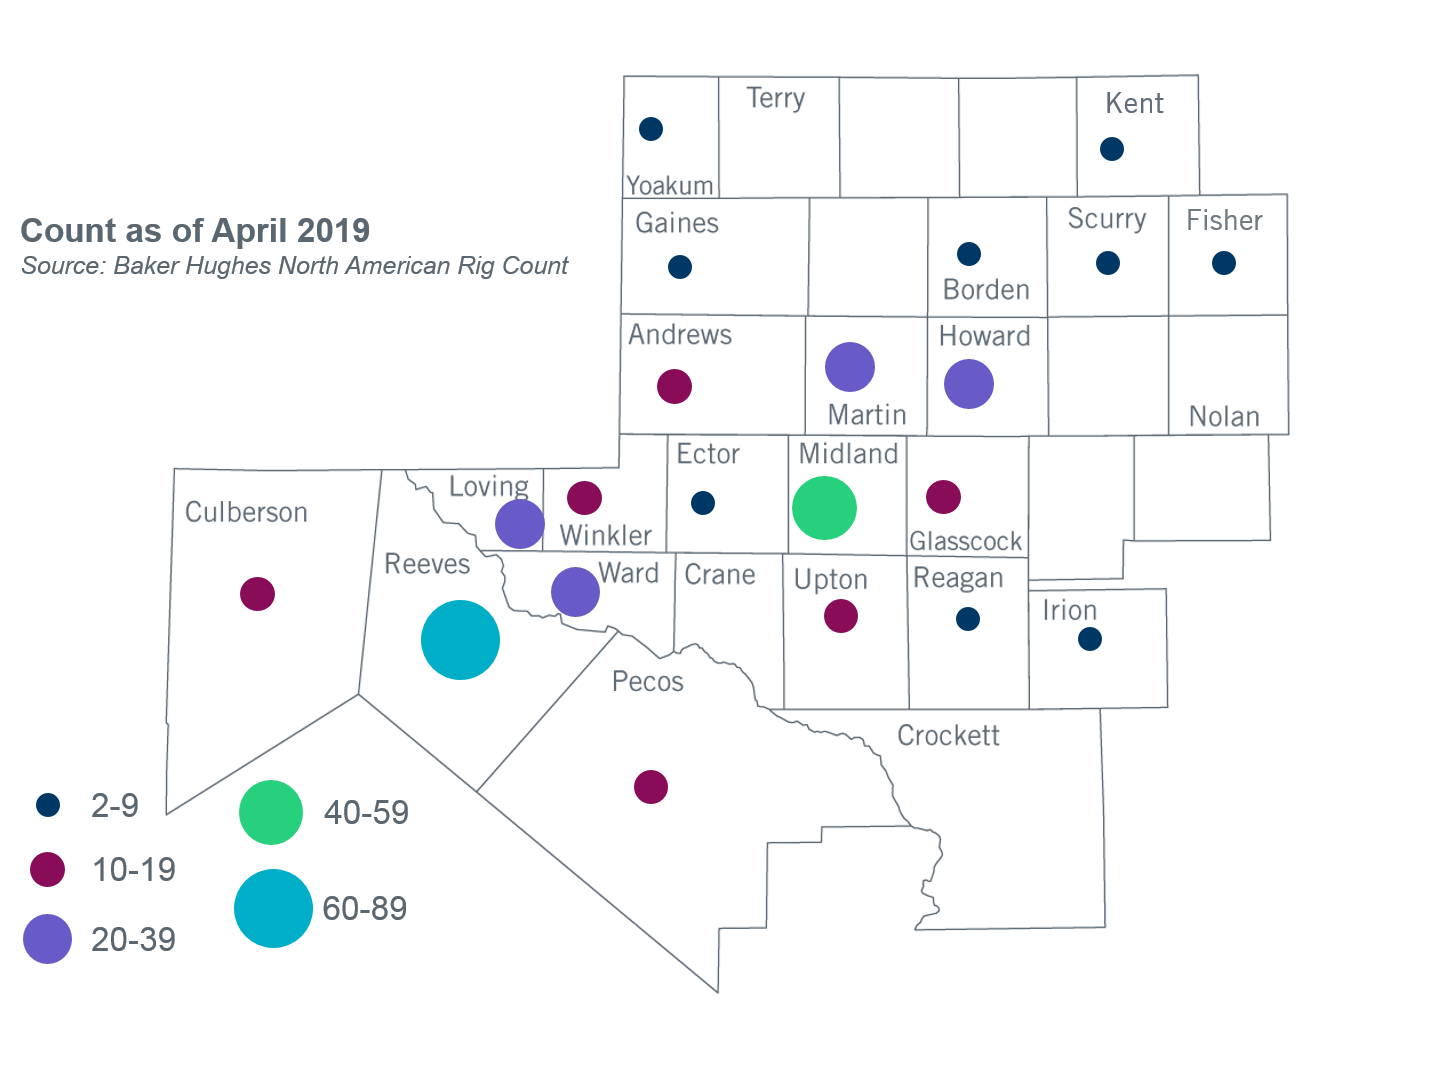 Terry
Kent
Yoakum
Count as of April 2019
Source: Baker Hughes North American Rig Count
Gaines
Scurry
Fisher
Borden
Andrews
Howard
Martin
Nolan
Ector
Midland
Loving
Culberson
Winkler
Glasscock
Reeves
Ward
Crane
Upton
Reagan
Irion
Pecos
Crockett
2-9
40-59
10-19
60-89
20-39